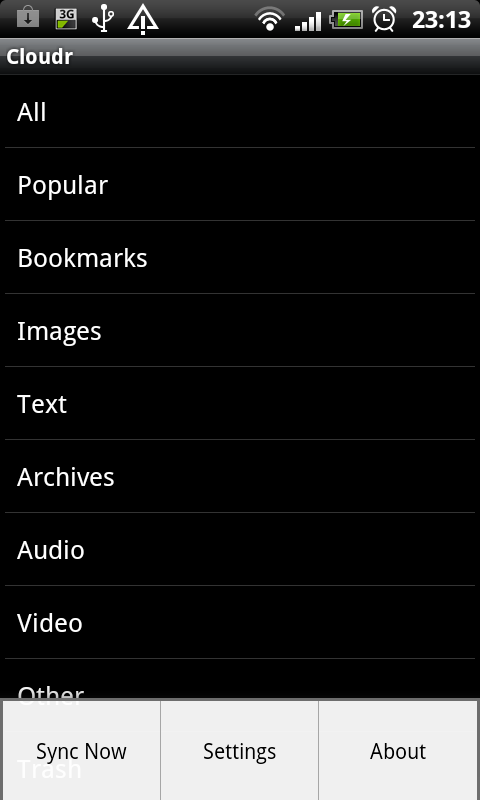 3G 23:13
Cloudr
All
Popular
Bookmarks
Images
Text
Archives
Audio
Video
Other
Trash
Sync Now Settings About